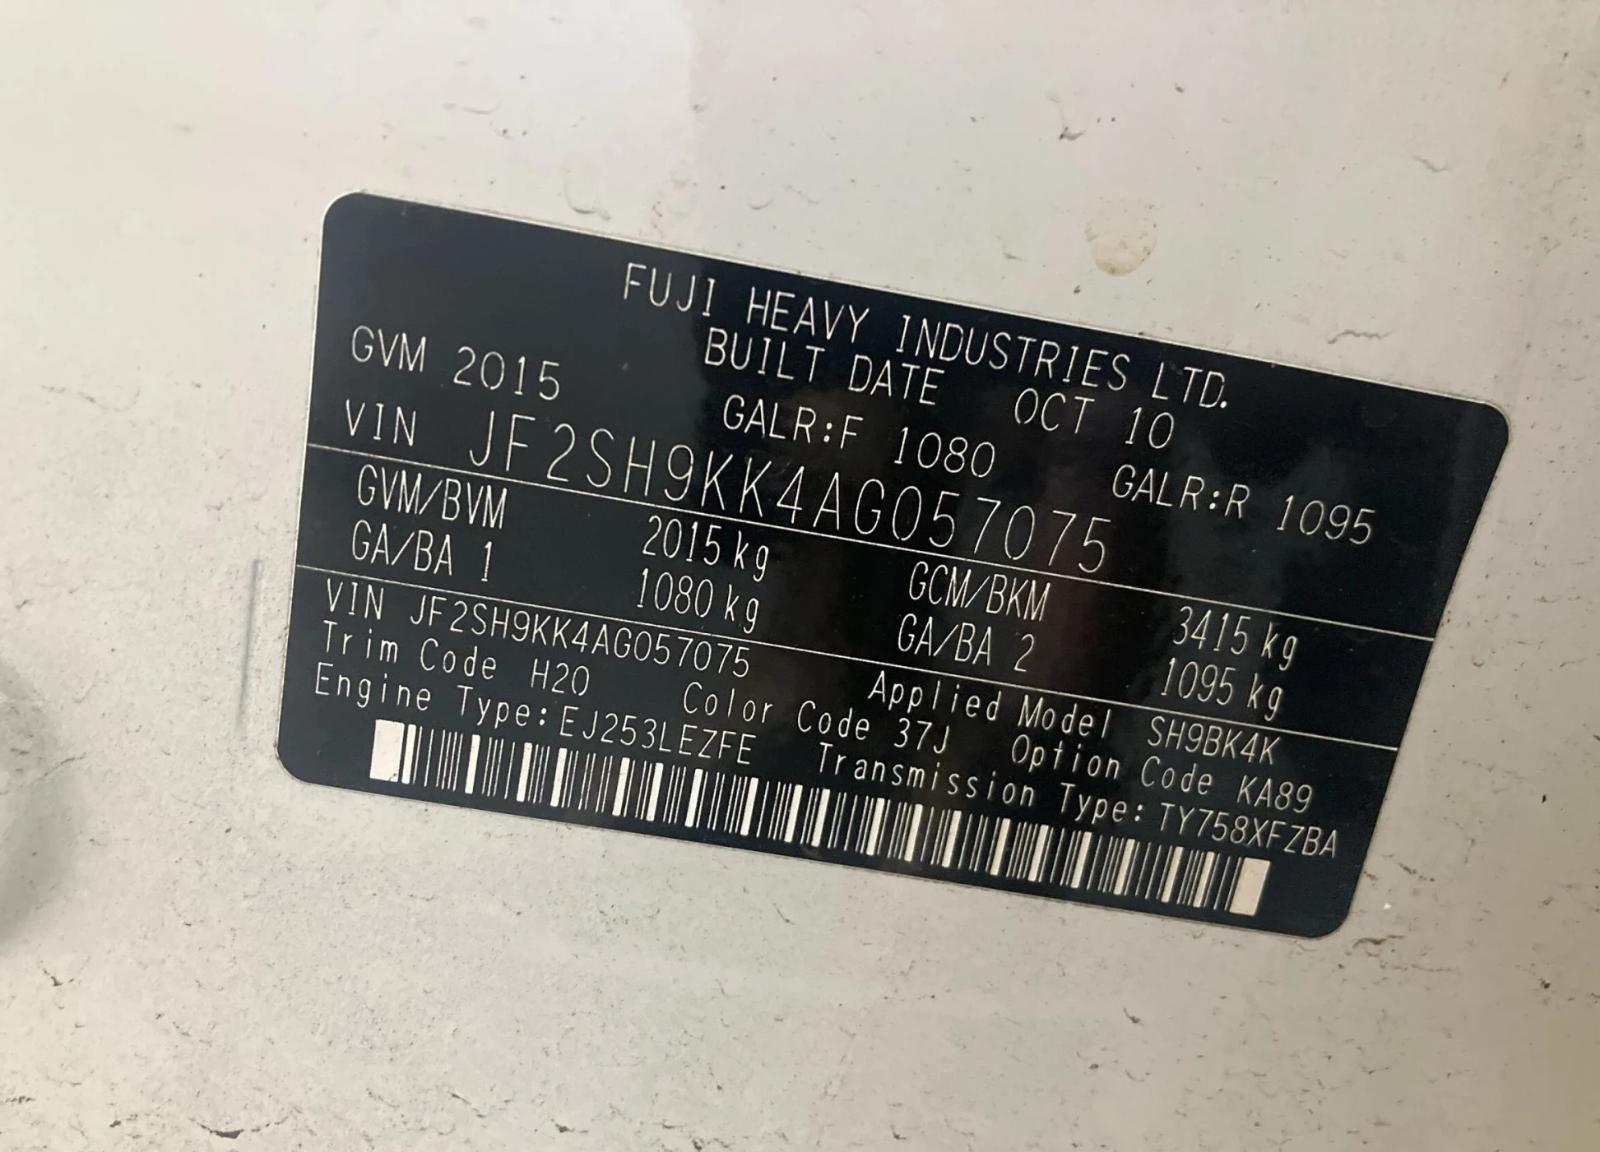 FUJI HEAVY INDUSTRIES LTD.
BUILT DATE OCT 10
GVM 2015 GALR:F 1080 GALR:R 1095
VIN JF2SH9KK4AG057075
GVM/BVM 2015 kg GCM/BKM 3415 kg
GA/BA 1 1080 kg GA/BA 2 1095 kg
VIN JF2SH9KK4AG057075 Applied Model SH9BK4K
Trim Code H20 Color Code 37J Option Code KA89
Engine Type: EJ253LEZFE Transmission Type: TY758XFZBA